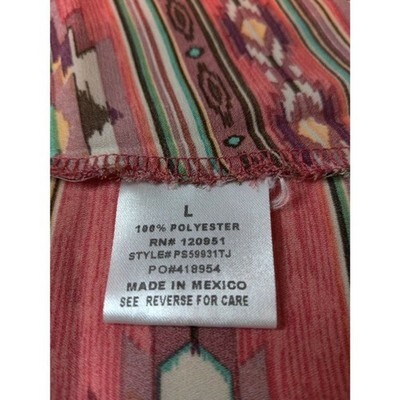 L
100% POLYESTER
RN# 120951
STYLE# PS59931TJ
PO#418954
MADE IN MEXICO
SEE REVERSE FOR CARE